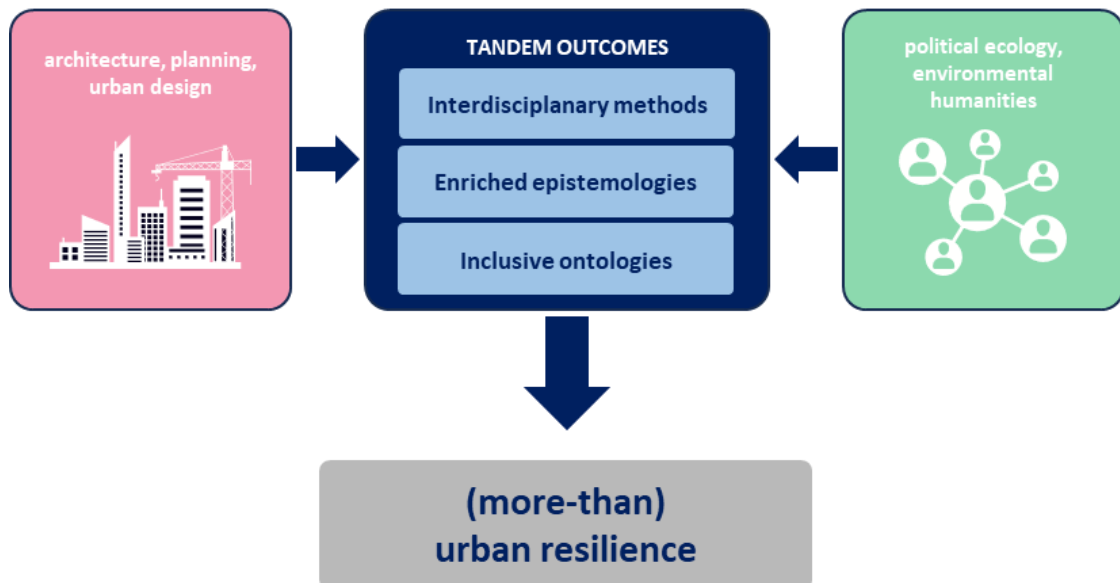 architecture, planning,
urban design
TANDEM OUTCOMES
Interdisciplanary methods
Enriched epistemologies
Inclusive ontologies
political ecology,
environmental
humanities
(more-than)
urban resilience